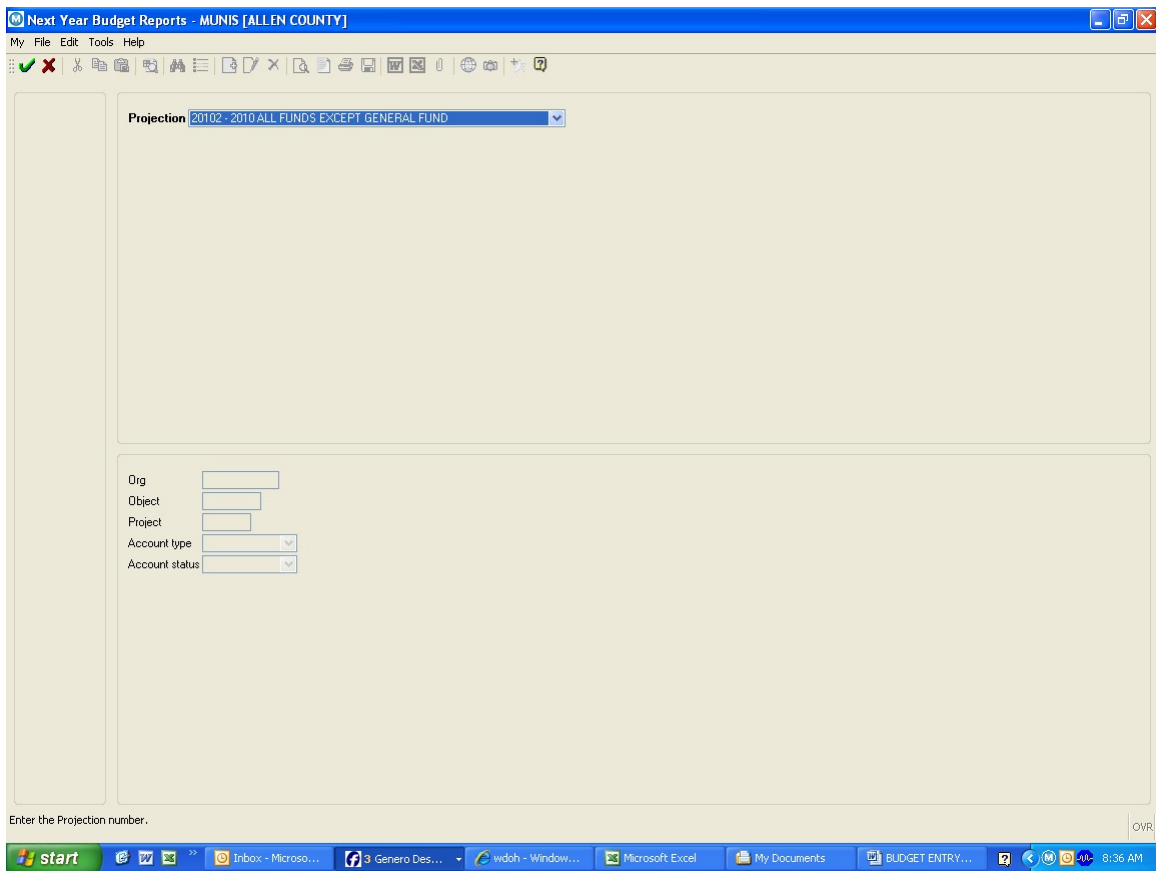 Next Year Budget Reports - MUNIS [ALLEN COUNTY]
My File Edit Tools Help
Projection 20102 - 2010 ALL FUNDS EXCEPT GENERAL FUND
Org
Object
Project
Account type
Account status
Enter the Projection number.
OVR
start
Inbox - Microso...
3 Genero Des...
wdoh - Window...
Microsoft Excel
My Documents
BUDGET ENTRY...
8:36 AM